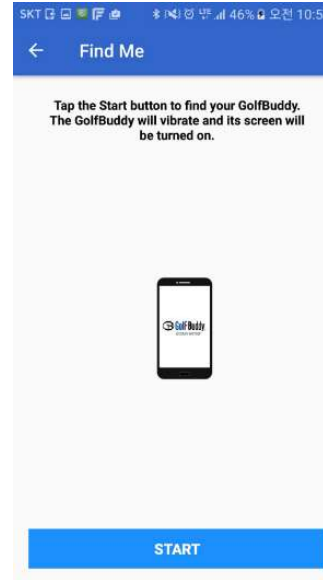 SKT 46% 오전 10:5
Find Me
Tap the Start button to find your GolfBuddy.
The GolfBuddy will vibrate and its screen will
be turned on.
GolfBuddy
START